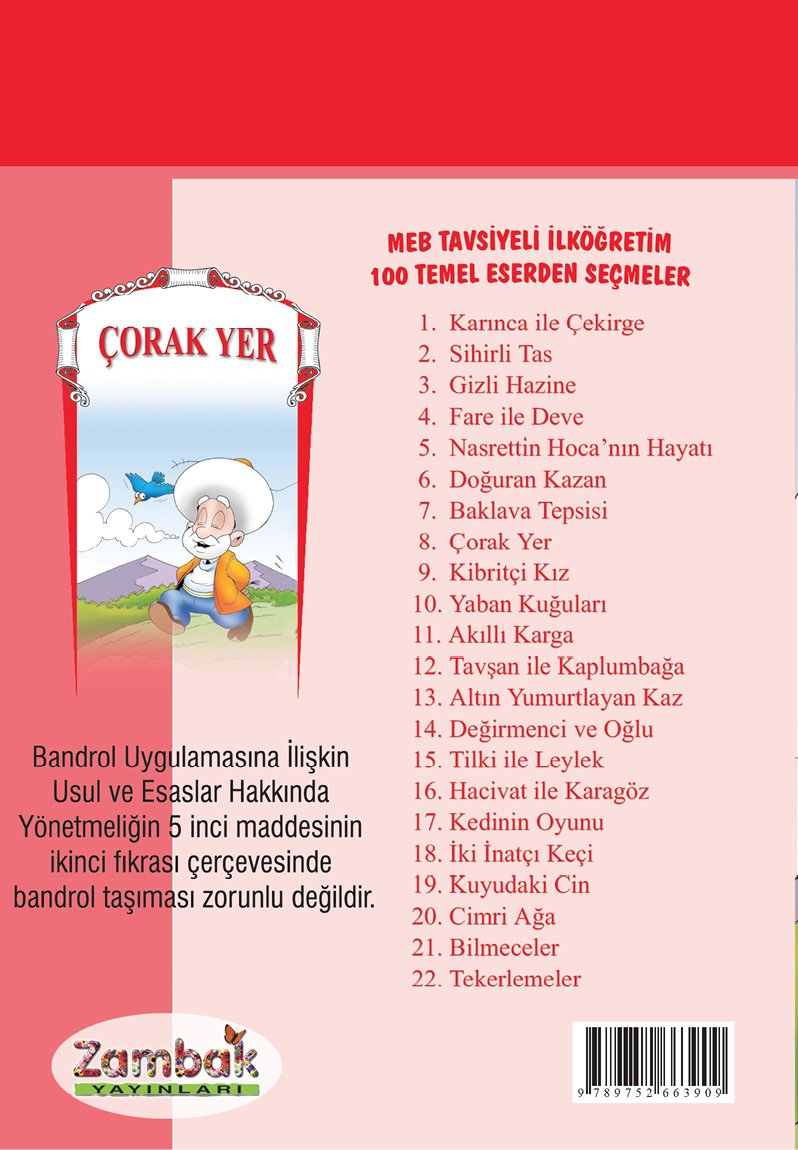 MEB TAVSİYELİ İLKÖĞRETİM
100 TEMEL ESERDEN SEÇMELER
ÇORAK YER
1. Karınca ile Çekirge
2. Sihirli Tas
3. Gizli Hazine
4. Fare ile Deve
5. Nasrettin Hoca’nın Hayatı
6. Doğuran Kazan
7. Baklava Tepsisi
8. Çorak Yer
9. Kibritçi Kız
10. Yaban Kuğuları
11. Akıllı Karga
12. Tavşan ile Kaplumbağa
13. Altın Yumurtlayan Kaz
14. Değirmenci ve Oğlu
15. Tilki ile Leylek
16. Hacivat ile Karagöz
17. Kedinin Oyunu
18. İki İnatçı Keçi
19. Kuyudaki Cin
20. Cimri Ağa
21. Bilmeceler
22. Tekerlemeler
Bandrol Uygulamasına İlişkin
Usul ve Esaslar Hakkında
Yönetmeliğin 5 inci maddesinin
ikinci fıkrası çerçevesinde
bandrol taşıması zorunlu değildir.
Zambak
YAYINLARI
9 789752 663909